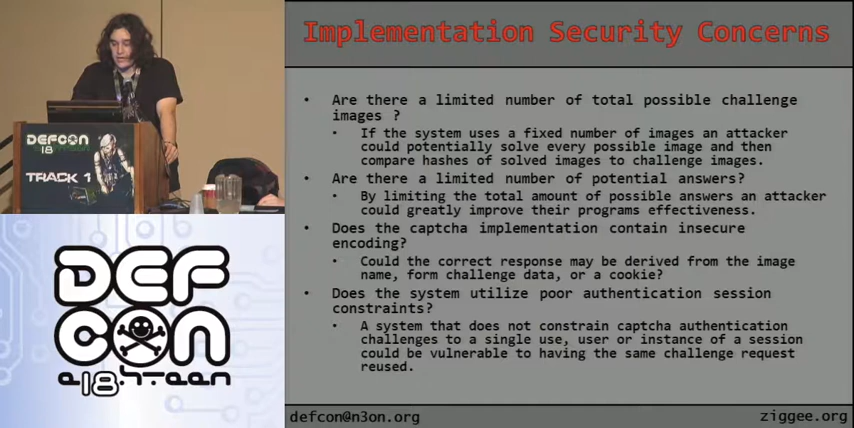 Implementation Security Concerns
• Are there a limited number of total possible challenge
images ?
• If the system uses a fixed number of images an attacker
could potentially solve every possible image and then
compare hashes of solved images to challenge images.
• Are there a limited number of potential answers?
• By limiting the total amount of possible answers an attacker
could greatly improve their programs effectiveness.
• Does the captcha implementation contain insecure
encoding?
• Could the correct response may be derived from the image
name, form challenge data, or a cookie?
• Does the system utilize poor authentication session
constraints?
• A system that does not constrain captcha authentication
challenges to a single use, user or instance of a session
could be vulnerable to having the same challenge request
reused.
defcon@n3on.org
ziggee.org
DEFCON
18
TRACK 1
DEF
CON
e18hteen